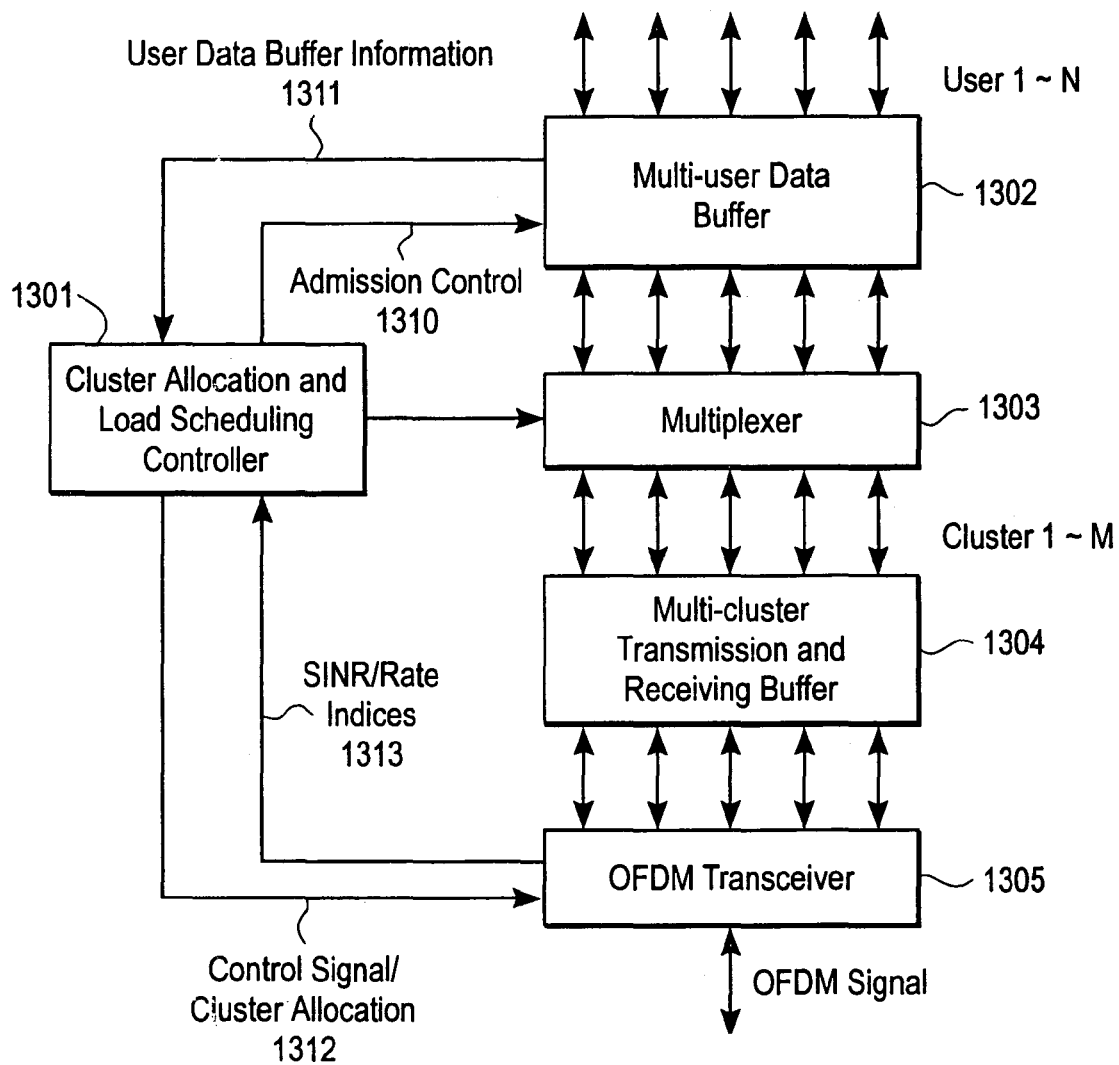 User Data Buffer Information
1311
User 1 ~ N
Multi-user Data
Buffer
1302
Admission Control
1310
1301
Cluster Allocation and
Load Scheduling
Controller
Multiplexer
1303
Cluster 1 ~ M
Multi-cluster
Transmission and
Receiving Buffer
1304
SINR/Rate
Indices
1313
OFDM Transceiver
1305
Control Signal/
Cluster Allocation
1312
OFDM Signal